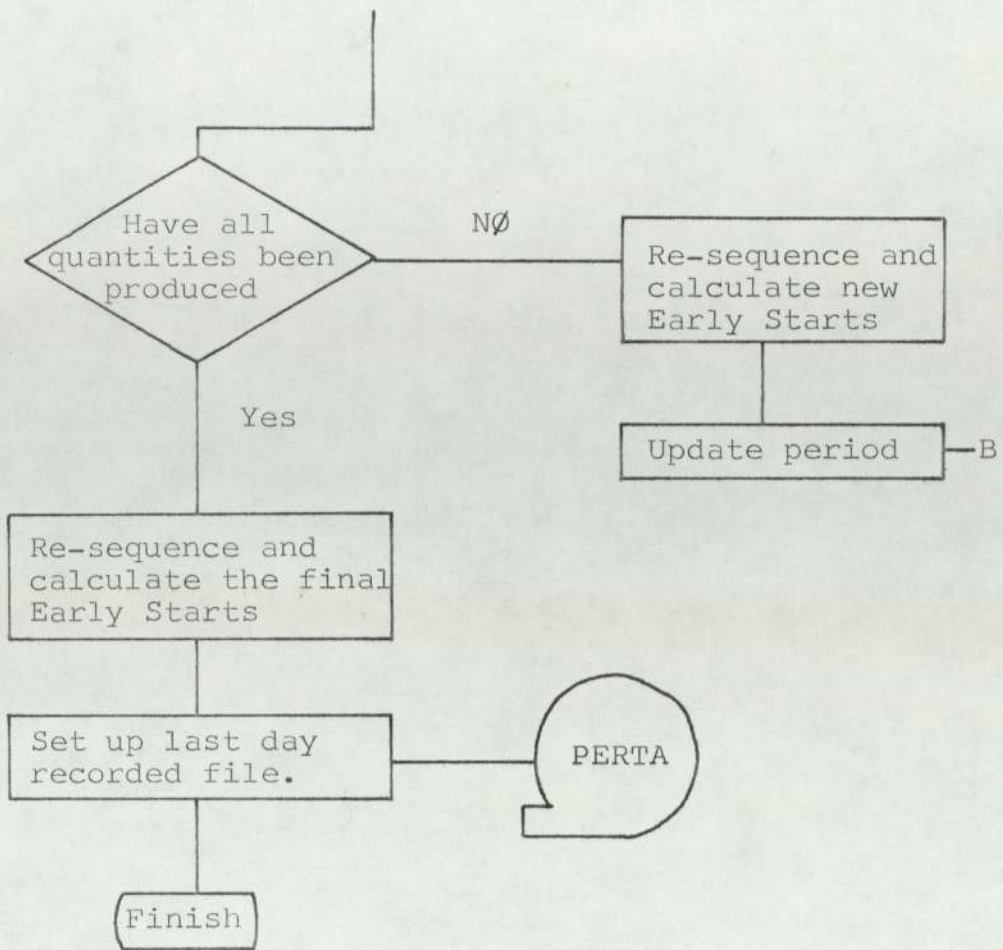 Have all
quantities been
produced
NØ
Re-sequence and
calculate new
Early Starts
Yes
Update period
B
Re-sequence and
calculate the final
Early Starts
Set up last day
recorded file.
PERTA
Finish